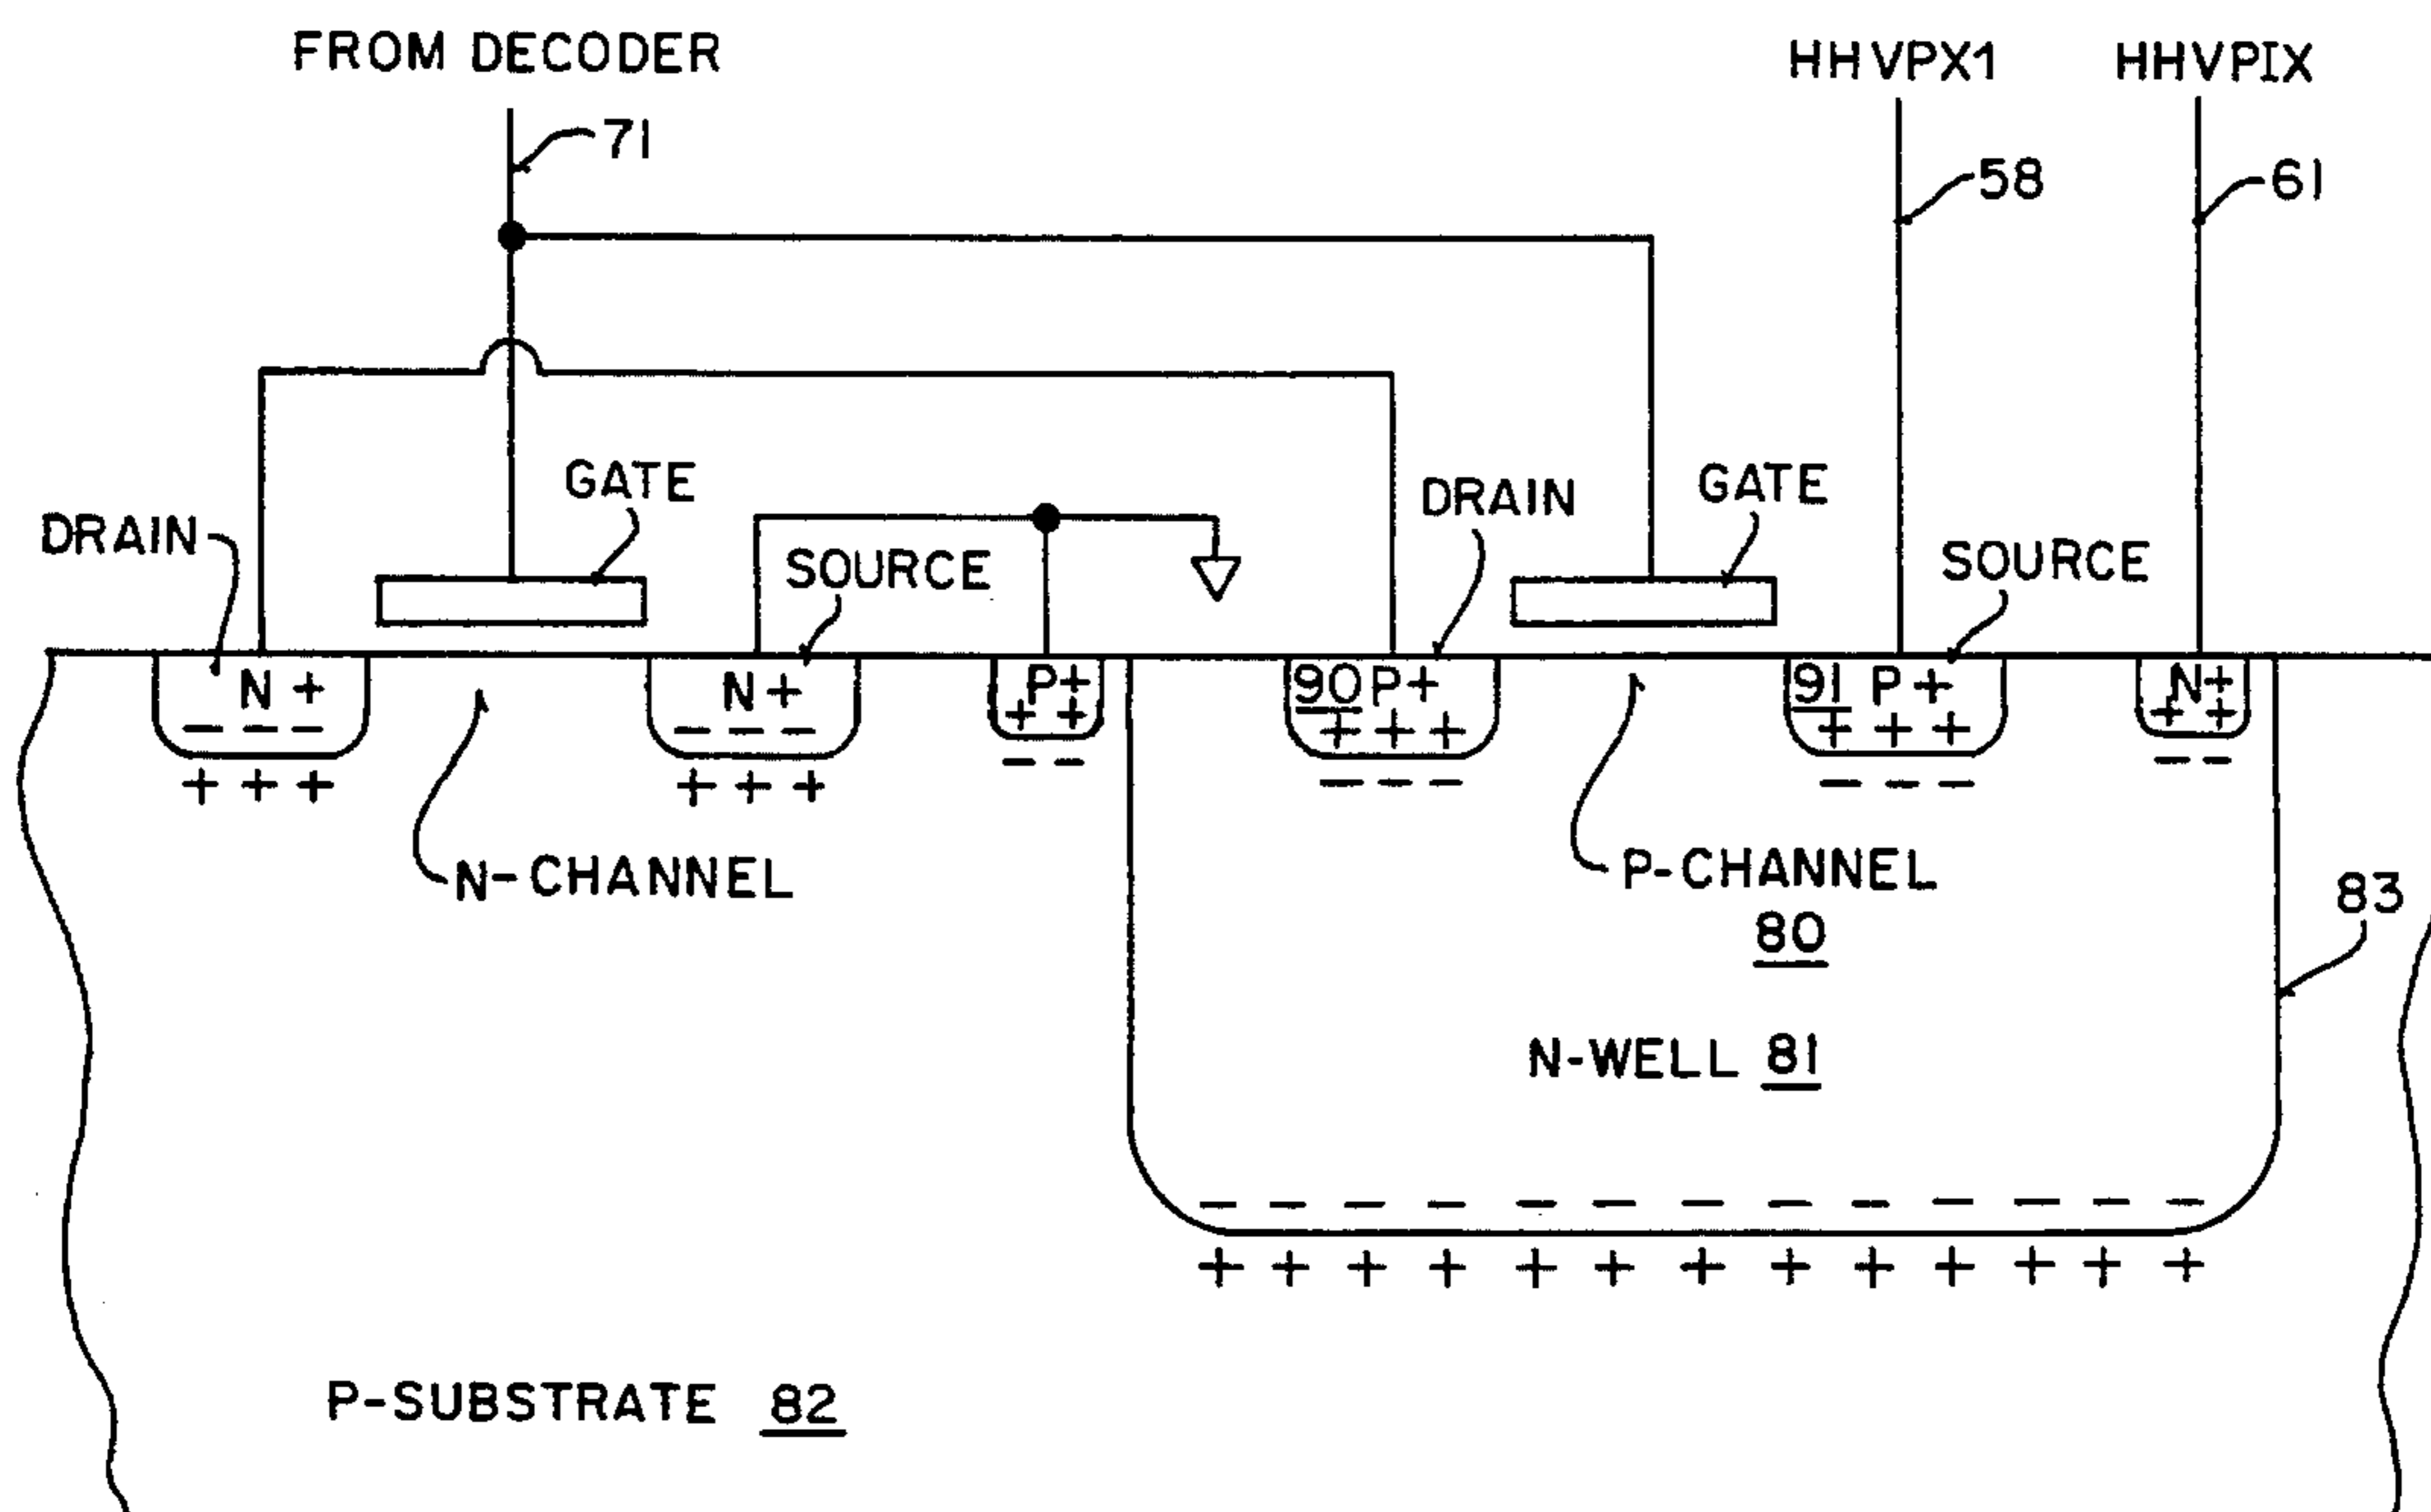 FROM DECODER
HHVPX1
HHVPIX
71
58
61
GATE
DRAIN
GATE
DRAIN
SOURCE
SOURCE
N +
N +
P+
90 P+
91 P +
N+
- - -
- - -
+ +
+ + +
+ + +
+ +
+ + +
+ + +
- -
- - -
- - -
- -
N-CHANNEL
P-CHANNEL
80
83
N-WELL 81
- - - - - - - - - - - -
+ + + + + + + + + + + + +
P-SUBSTRATE 82